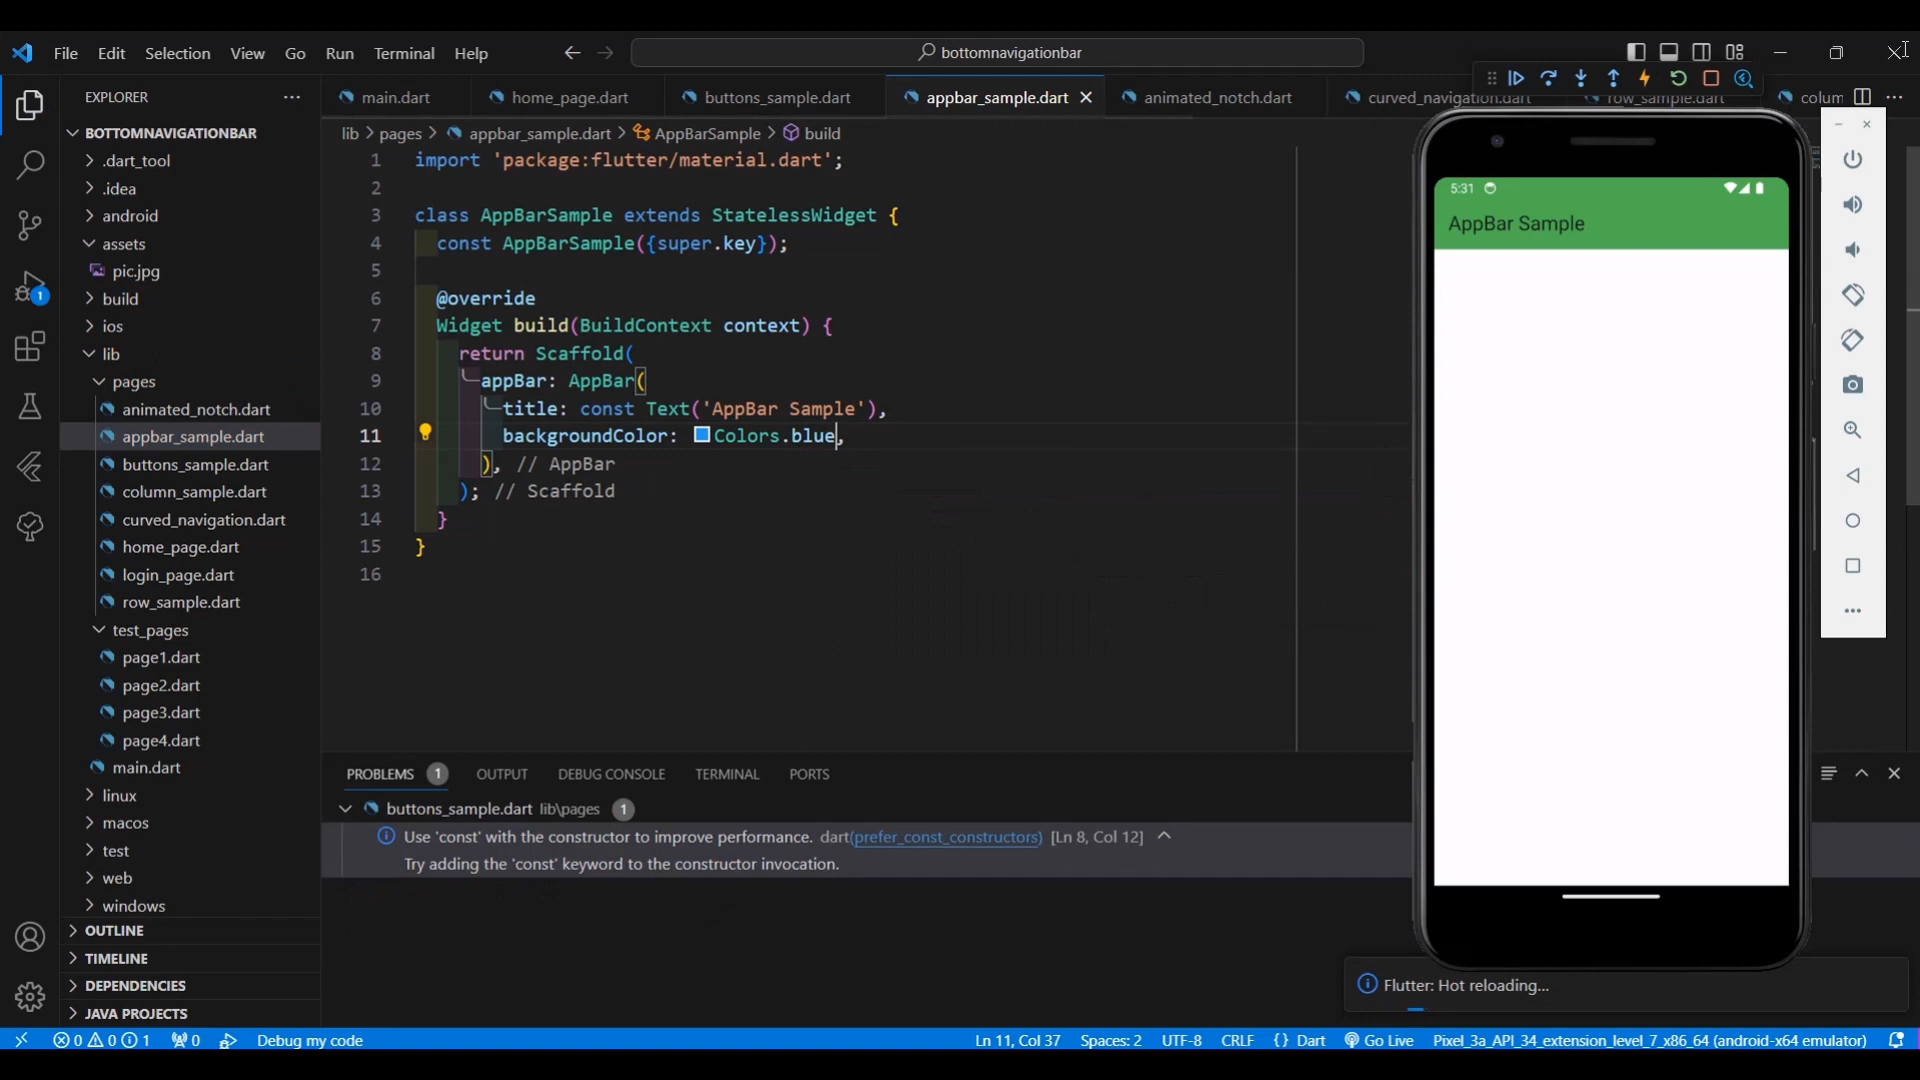 File Edit Selection View Go Run Terminal Help
bottomnavigationbar
EXPLORER
main.dart
home_page.dart
buttons_sample.dart
appbar_sample.dart
animated_notch.dart
curved_navigation.dart
row_sample.dart
colum
BOTTOMNAVIGATIONBAR
.dart_tool
.idea
android
assets
pic.jpg
build
ios
lib
pages
animated_notch.dart
appbar_sample.dart
buttons_sample.dart
column_sample.dart
curved_navigation.dart
home_page.dart
login_page.dart
row_sample.dart
test_pages
page1.dart
page2.dart
page3.dart
page4.dart
main.dart
linux
macos
test
web
windows
OUTLINE
TIMELINE
DEPENDENCIES
JAVA PROJECTS
1
lib > pages > appbar_sample.dart > AppBarSample > build
1 import 'package:flutter/material.dart';
2
3 class AppBarSample extends StatelessWidget {
4 const AppBarSample({super.key});
5
6 @override
7 Widget build(BuildContext context) {
8 return Scaffold(
9 appBar: AppBar(
10 title: const Text('AppBar Sample'),
11 backgroundColor: Colors.blue,
12 ), // AppBar
13 ); // Scaffold
14 }
15 }
16
5:31
AppBar Sample
PROBLEMS 1 OUTPUT DEBUG CONSOLE TERMINAL PORTS
buttons_sample.dart lib\pages 1
Use 'const' with the constructor to improve performance. dart(prefer_const_constructors) [Ln 8, Col 12]
Try adding the 'const' keyword to the constructor invocation.
Flutter: Hot reloading...
0 0 1 0 Debug my code Ln 11, Col 37 Spaces: 2 UTF-8 CRLF {} Dart Go Live Pixel_3a_API_34_extension_level_7_x86_64 (android-x64 emulator)